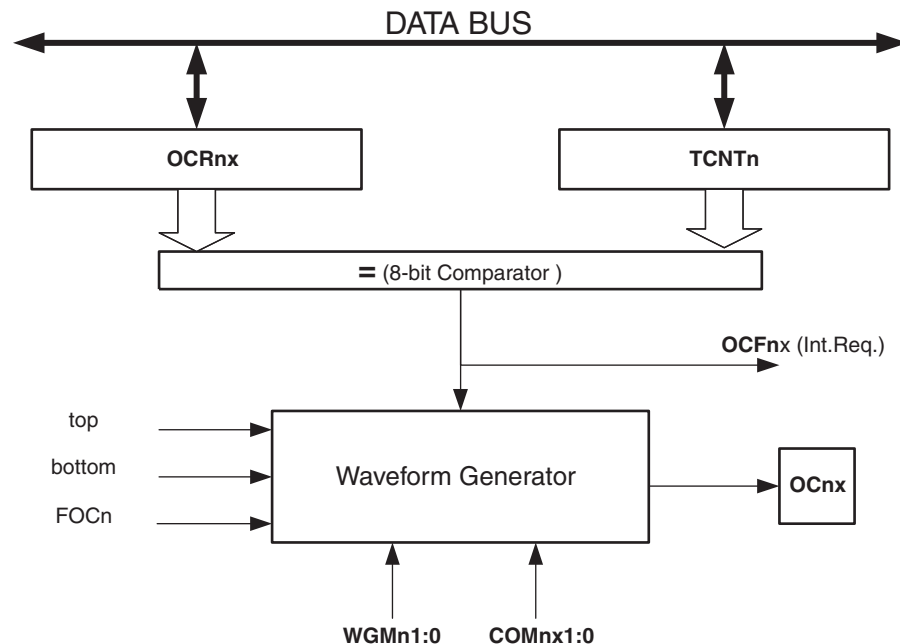 DATA BUS
OCRnx
TCNTn
= (8-bit Comparator )
OCFnx (Int.Req.)
top
bottom
FOCn
Waveform Generator
OCnx
WGMn1:0
COMnx1:0